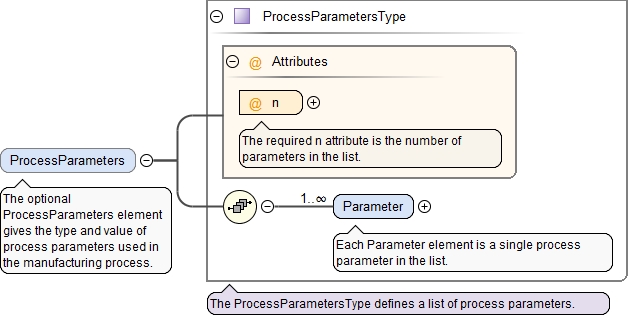 ProcessParametersType
@ Attributes
@ n
The required n attribute is the number of
parameters in the list.
ProcessParameters
The optional
ProcessParameters element
gives the type and value of
process parameters used in
the manufacturing process.
1..∞
Parameter
Each Parameter element is a single process
parameter in the list.
The ProcessParametersType defines a list of process parameters.